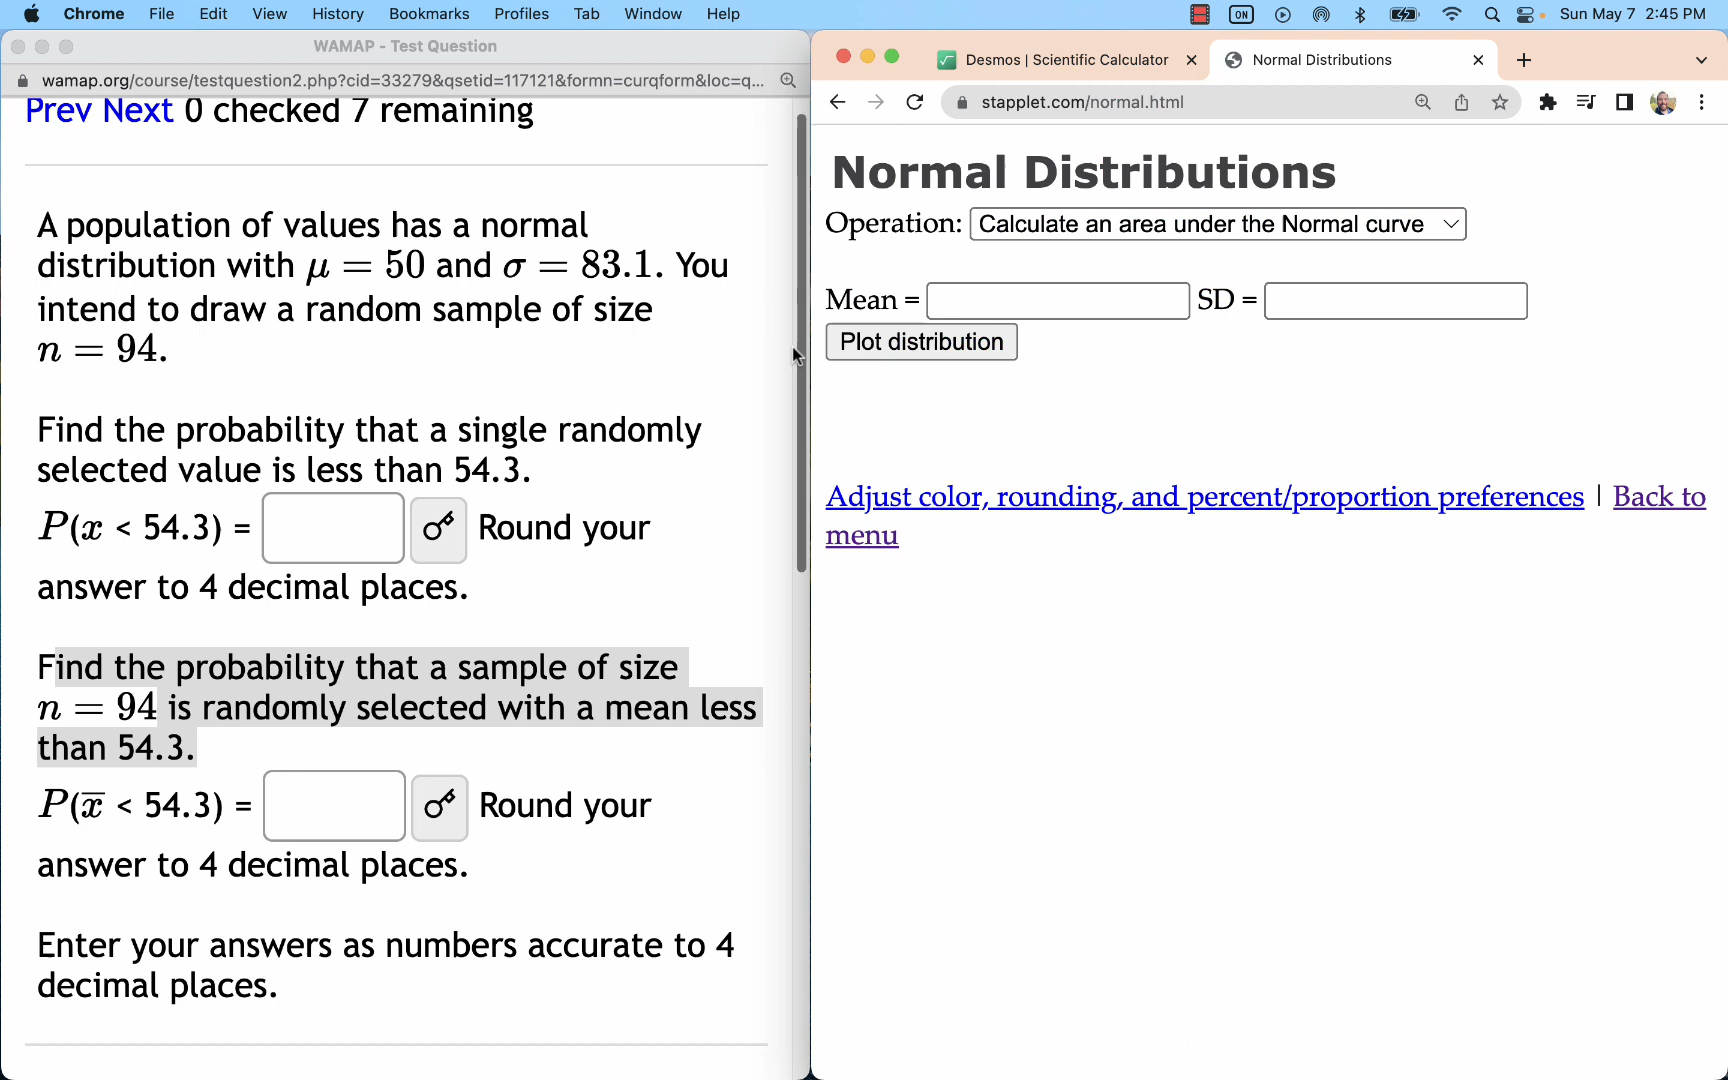 Chrome File Edit View History Bookmarks Profiles Tab Window Help
ON
Sun May 7 2:45 PM
WAMAP - Test Question
wamap.org/course/testquestion2.php?cid=33279&qsetid=117121&formn=curqform&loc=q...
Prev Next 0 checked 7 remaining
A population of values has a normal
distribution with μ = 50 and σ = 83.1. You
intend to draw a random sample of size
n = 94.
Find the probability that a single randomly
selected value is less than 54.3.
P(x < 54.3) = Round your
answer to 4 decimal places.
Find the probability that a sample of size
n = 94 is randomly selected with a mean less
than 54.3.
P(x̅ < 54.3) = Round your
answer to 4 decimal places.
Enter your answers as numbers accurate to 4
decimal places.
Desmos | Scientific Calculator
Normal Distributions
stapplet.com/normal.html
Normal Distributions
Operation: Calculate an area under the Normal curve
Mean = SD =
Plot distribution
Adjust color, rounding, and percent/proportion preferences | Back to
menu